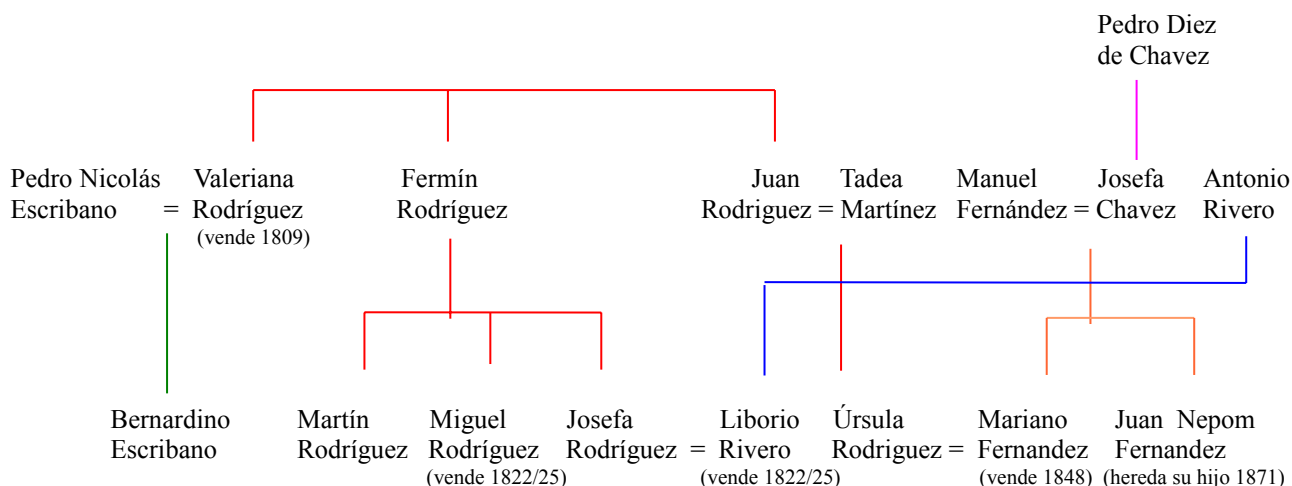 Pedro Diez
de Chavez
Pedro Nicolás Valeriana Fermín Juan Tadea Manuel Josefa Antonio
Escribano = Rodríguez Rodríguez Rodriguez = Martínez Fernández = Chavez Rivero
(vende 1809)
Bernardino Martín Miguel Josefa Liborio Úrsula Mariano Juan Nepom
Escribano Rodríguez Rodríguez Rodríguez = Rivero Rodriguez = Fernandez Fernandez
(vende 1822/25) (vende 1822/25) (vende 1848) (hereda su hijo 1871)